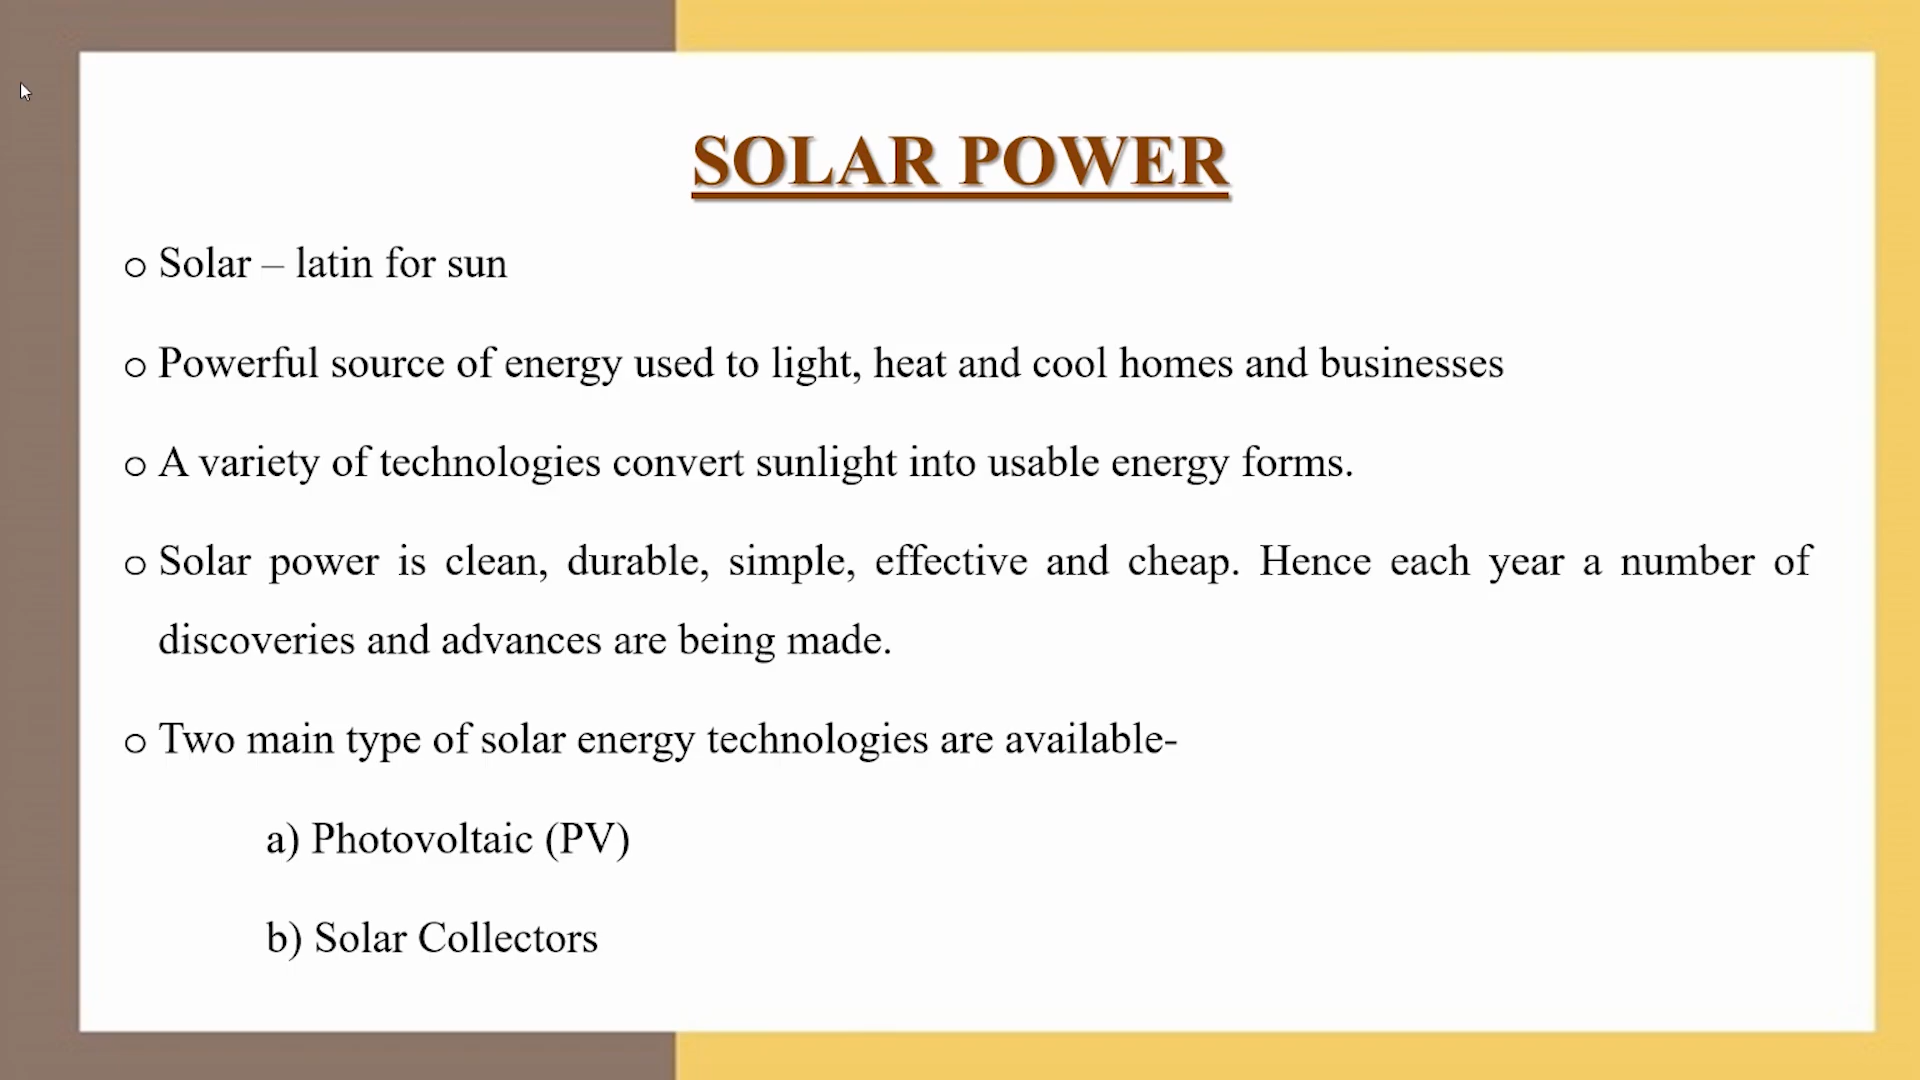 SOLAR POWER
o Solar – latin for sun
o Powerful source of energy used to light, heat and cool homes and businesses
o A variety of technologies convert sunlight into usable energy forms.
o Solar power is clean, durable, simple, effective and cheap. Hence each year a number of
discoveries and advances are being made.
o Two main type of solar energy technologies are available-
a) Photovoltaic (PV)
b) Solar Collectors